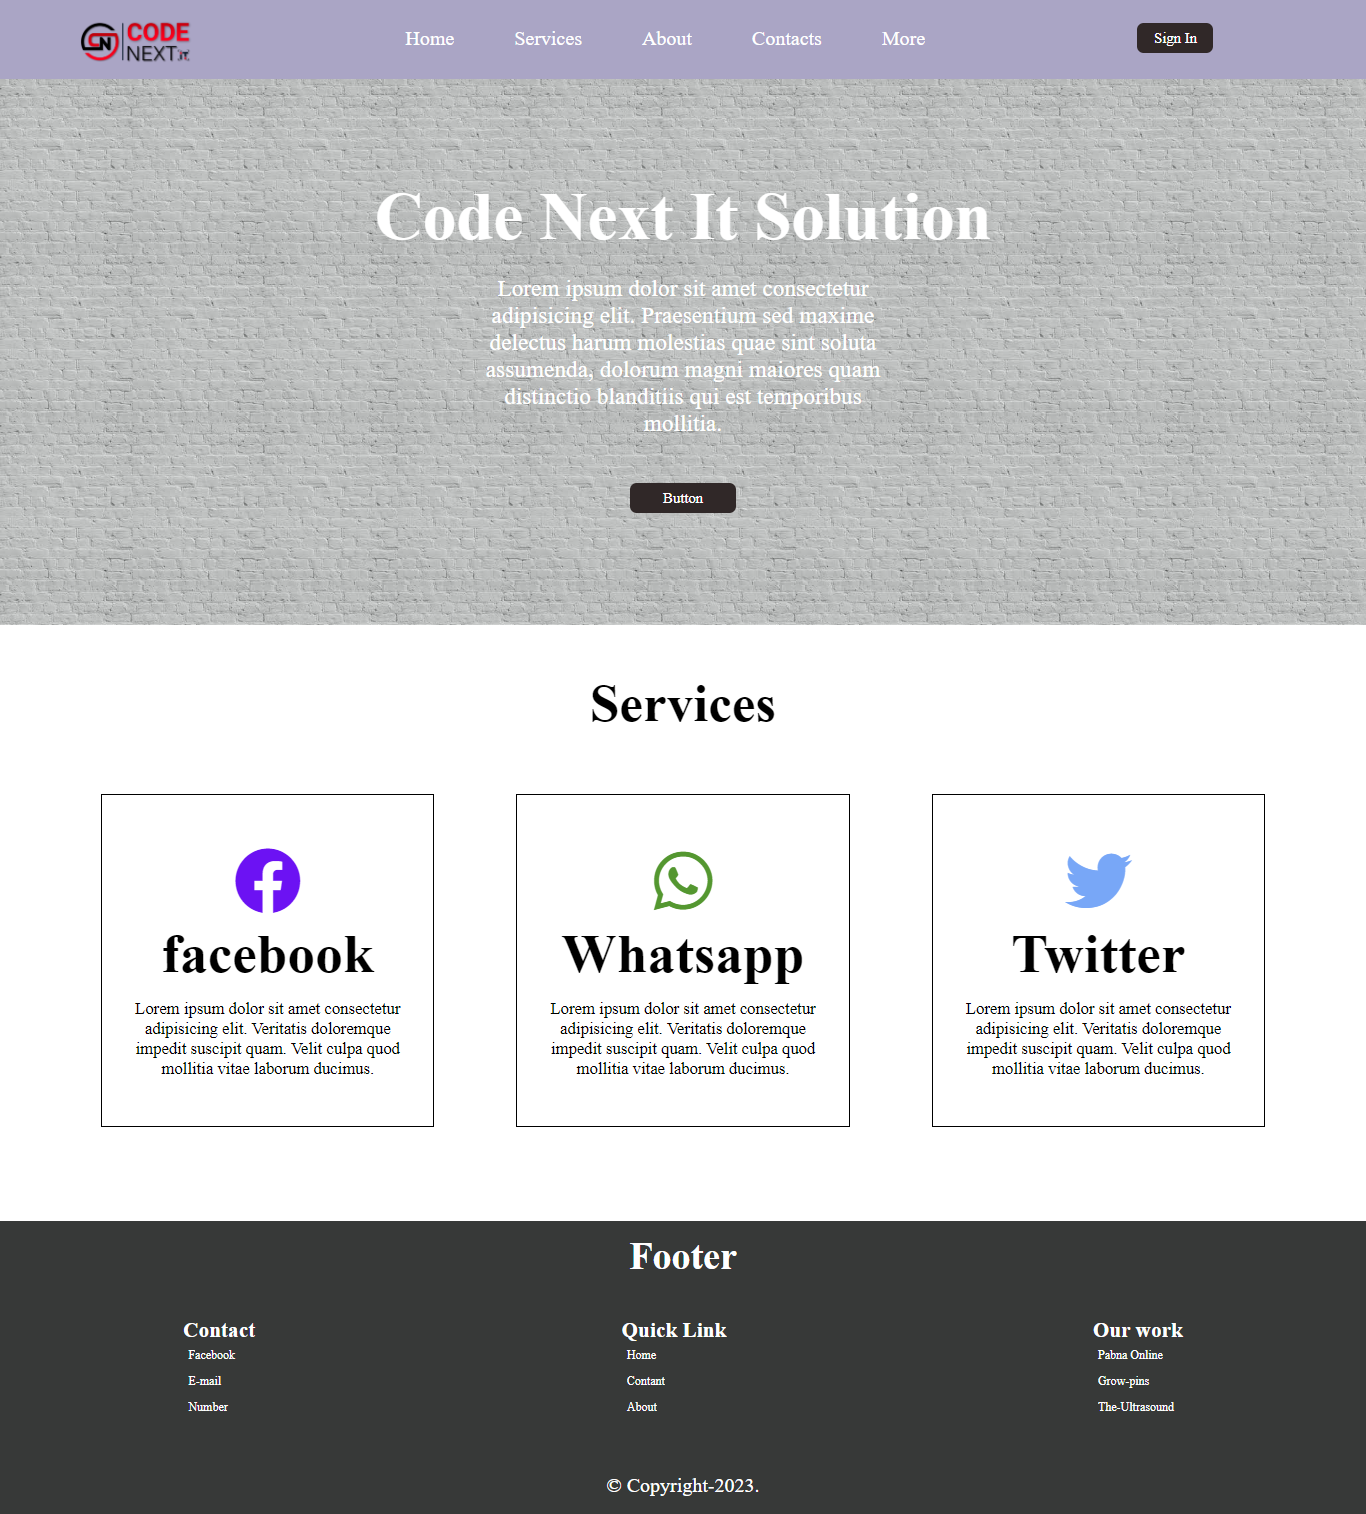 CODE
NEXT.IT.
Home Services About Contacts More
Sign In
Code Next It Solution
Lorem ipsum dolor sit amet consectetur
adipisicing elit. Praesentium sed maxime
delectus harum molestias quae sint soluta
assumenda, dolorum magni maiores quam
distinctio blanditiis qui est temporibus
mollitia.
Button
Services
facebook
Lorem ipsum dolor sit amet consectetur
adipisicing elit. Veritatis doloremque
impedit suscipit quam. Velit culpa quod
mollitia vitae laborum ducimus.
Whatsapp
Lorem ipsum dolor sit amet consectetur
adipisicing elit. Veritatis doloremque
impedit suscipit quam. Velit culpa quod
mollitia vitae laborum ducimus.
Twitter
Lorem ipsum dolor sit amet consectetur
adipisicing elit. Veritatis doloremque
impedit suscipit quam. Velit culpa quod
mollitia vitae laborum ducimus.
Footer
Contact
Facebook
E-mail
Number
Quick Link
Home
Contant
About
Our work
Pabna Online
Grow-pins
The-Ultrasound
© Copyright-2023.